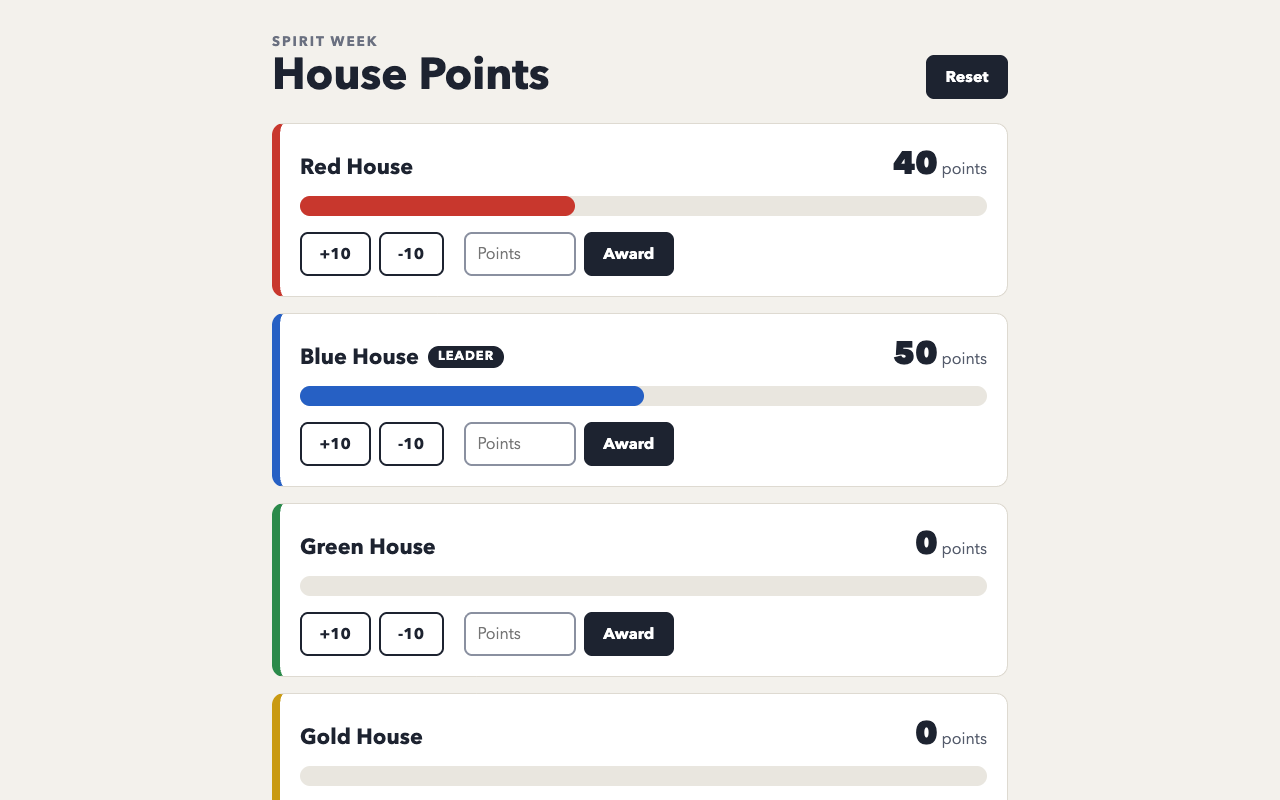 SPIRIT WEEK
House Points
Reset
Red House
40 points
+10 -10 Points Award
Blue House LEADER
50 points
+10 -10 Points Award
Green House
0 points
+10 -10 Points Award
Gold House
0 points